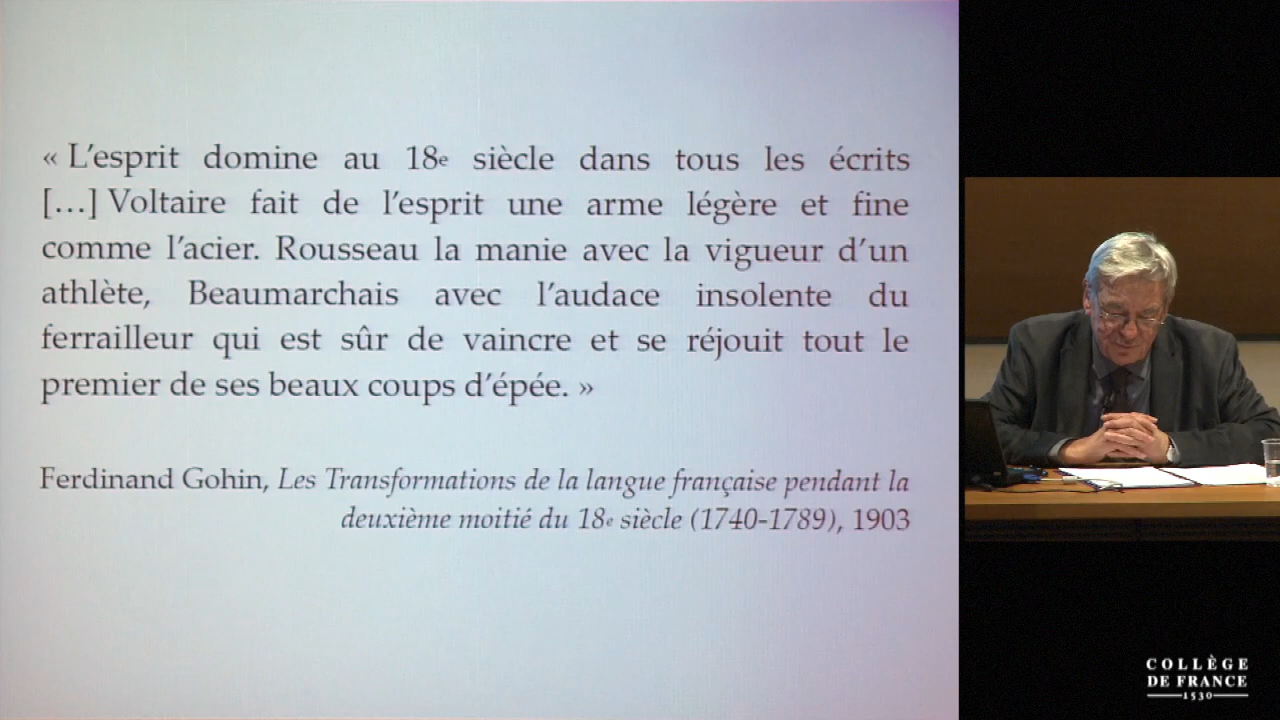 « L'esprit domine au 18e siècle dans tous les écrits
[…] Voltaire fait de l'esprit une arme légère et fine
comme l'acier. Rousseau la manie avec la vigueur d'un
athlète, Beaumarchais avec l'audace insolente du
ferrailleur qui est sûr de vaincre et se réjouit tout le
premier de ses beaux coups d'épée. »
Ferdinand Gohin, Les Transformations de la langue française pendant la
deuxième moitié du 18e siècle (1740-1789), 1903
COLLÈGE
DE FRANCE
1530